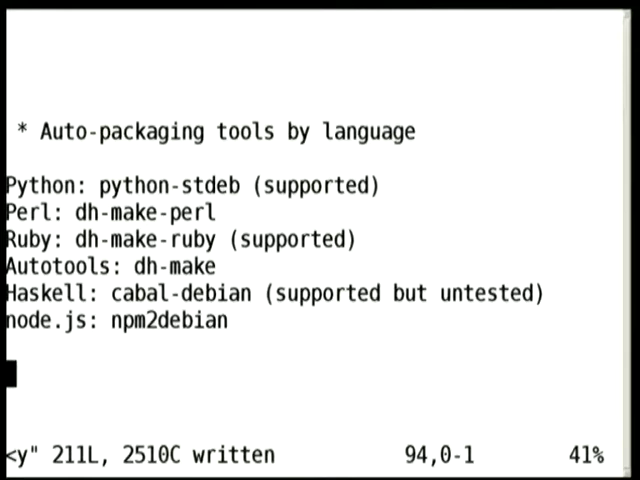 * Auto-packaging tools by language
Python: python-stdeb (supported)
Perl: dh-make-perl
Ruby: dh-make-ruby (supported)
Autotools: dh-make
Haskell: cabal-debian (supported but untested)
node.js: npm2debian
<y" 211L, 2510C written 94,0-1 41%